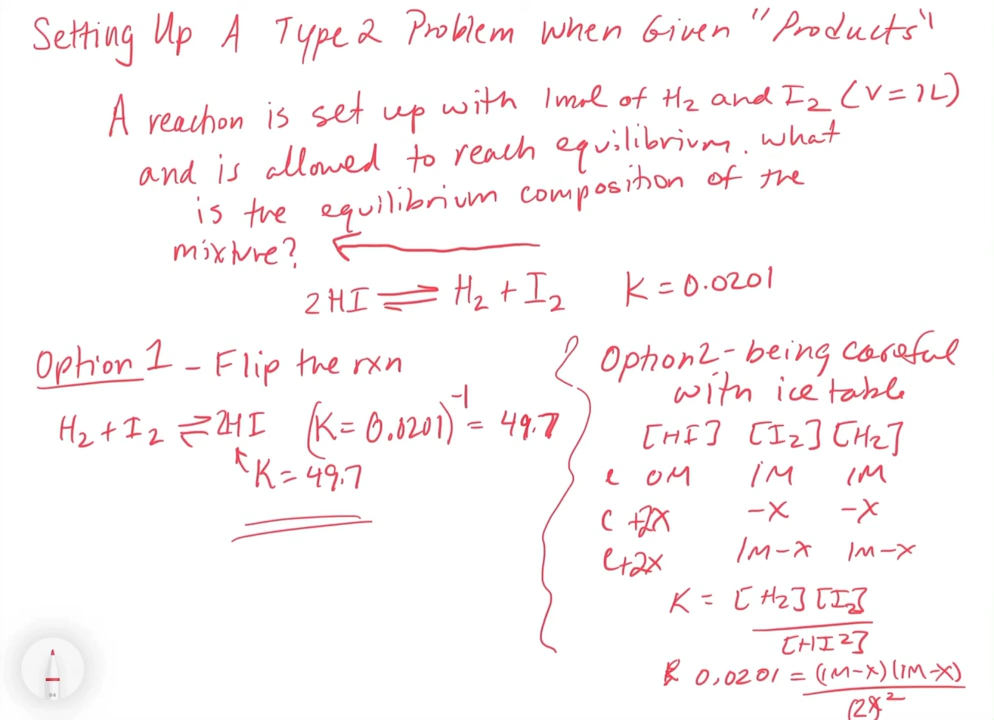 Setting Up A Type 2 Problem when Given "Products"
A reaction is set up with 1mol of H₂ and I₂ (V=1L)
and is allowed to reach equilibrium. what
is the equilibrium composition of the
mixture?
2HI ⇌ H₂ + I₂ K = 0.0201
Option 1 - Flip the rxn
H₂ + I₂ ⇌ 2HI (K = 0.0201)⁻¹ = 49.7
K = 49.7
Option 2 - being careful
with ice table
[HI] [I₂] [H₂]
i 0M 1M 1M
C +2x -x -x
e +2x 1M-x 1M-x
K = [H₂][I₂]
[HI²]
K 0.0201 = (1M-x)(1M-x)
(2x)²